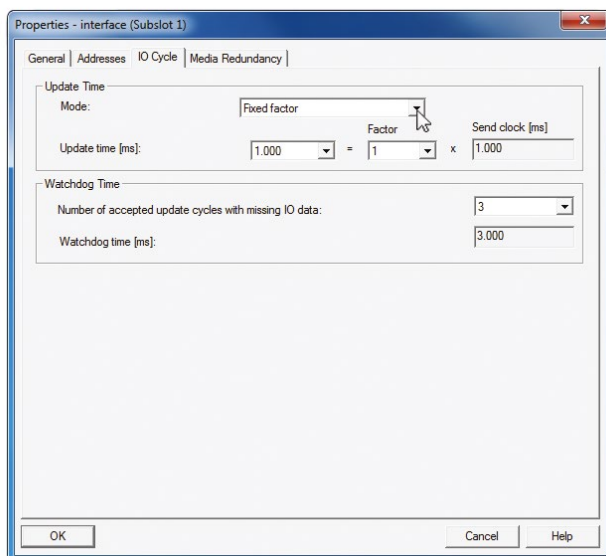 Properties - interface (Subslot 1)
General Addresses IO Cycle Media Redundancy
Update Time
Mode: Fixed factor
Factor Send clock [ms]
Update time [ms]: 1.000 = 1 x 1.000
Watchdog Time
Number of accepted update cycles with missing IO data: 3
Watchdog time [ms]: 3.000
OK Cancel Help